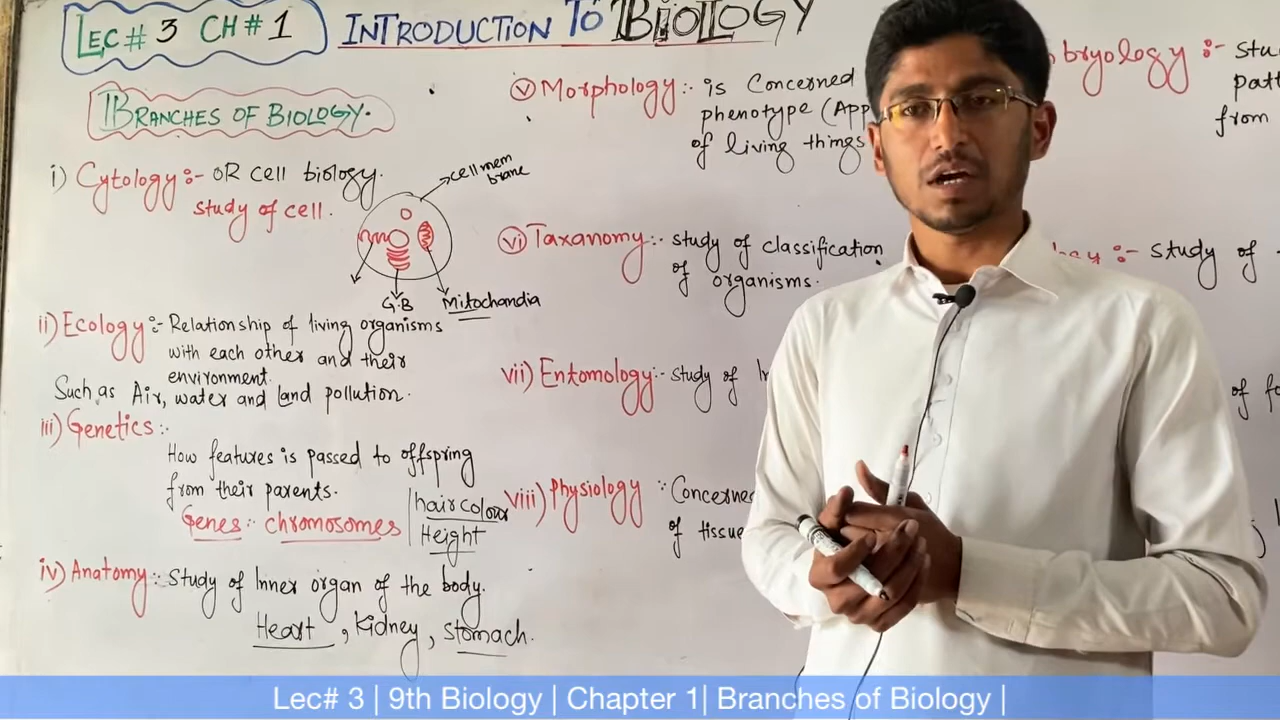 LEC# 3 CH# 1
INTRODUCTION TO BIOLOGY
BRANCHES OF BIOLOGY.
i) Cytology :- OR cell biology.
study of cell.
cell mem
brane
G.B
Mitochandia
ii) Ecology :- Relationship of living organisms
with each other and their
environment.
Such as Air, water and land pollution.
iii) Genetics :-
How features is passed to offspring
from their parents.
Genes :- chromosomes
hair colour
Height
iv) Anatomy :- Study of Inner organ of the body.
Heart, Kidney, Stomach.
v) Morphology :- is Concerned
phenotype (App
of living things
vi) Taxanomy :- study of classification
of organisms.
vii) Entomology :- study of In
viii) Physiology :- Concerned
of tissue
bryology :- Stu
patt
from
:- study of
of fo
Lec# 3 | 9th Biology | Chapter 1| Branches of Biology |